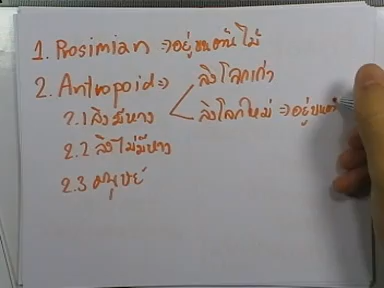 1. Prosimian ⇒ อยู่บนต้นไม้
2. Antropoid ⇒ ลิงโลกเก่า
2.1 ลิงมีหาง ลิงโลกใหม่ ⇒ อยู่บนต้
2.2 ลิงไม่มีหาง
2.3 มนุษย์